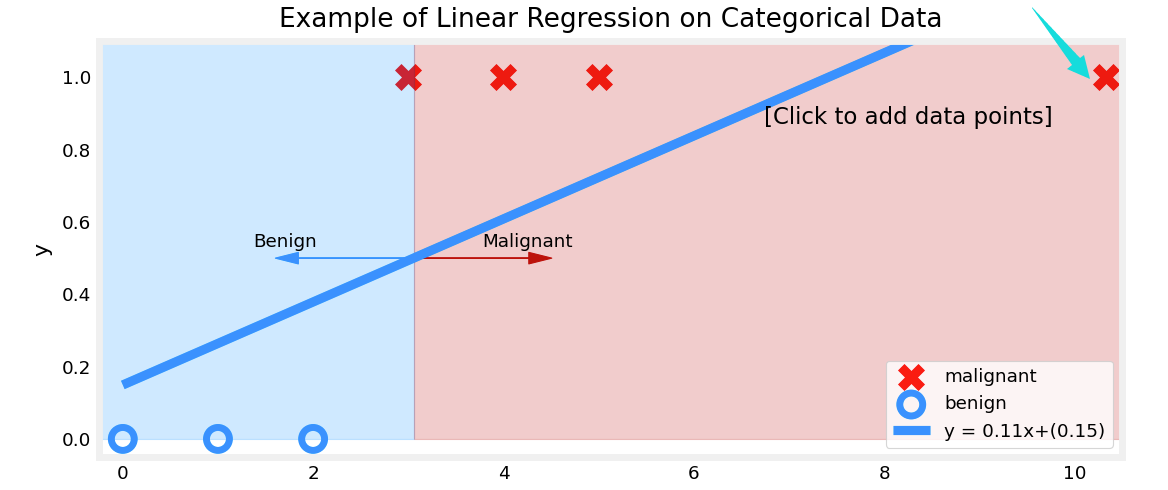 Example of Linear Regression on Categorical Data
1.0
0.8
0.6
0.4
0.2
0.0
y
[Click to add data points]
Benign
Malignant
malignant
benign
y = 0.11x+(0.15)
0
2
4
6
8
10